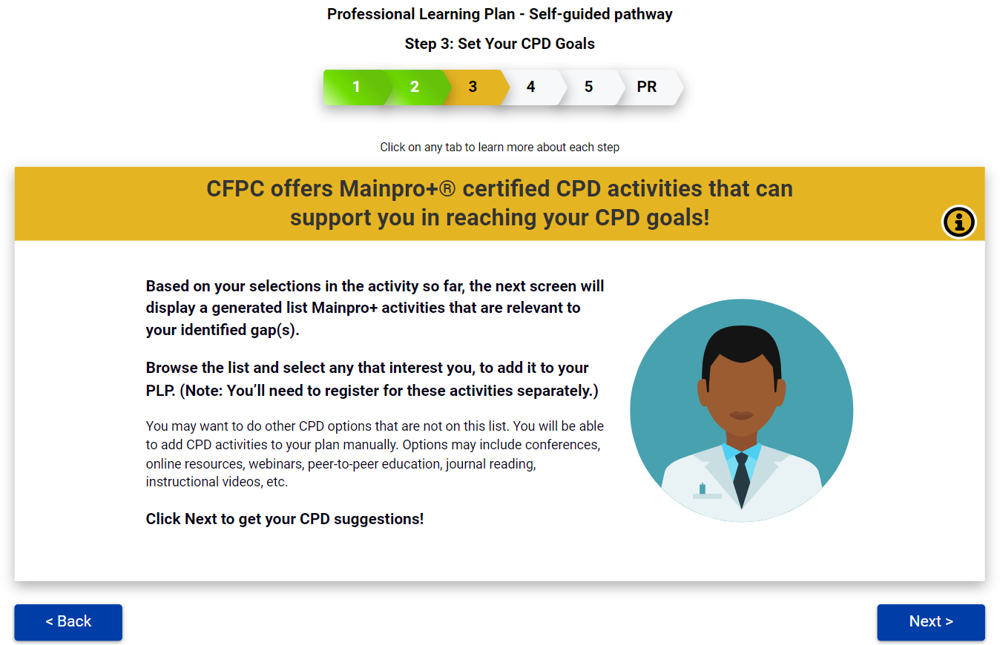 Professional Learning Plan - Self-guided pathway
Step 3: Set Your CPD Goals
1 2 3 4 5 PR
Click on any tab to learn more about each step
CFPC offers Mainpro+® certified CPD activities that can
support you in reaching your CPD goals!
Based on your selections in the activity so far, the next screen will
display a generated list Mainpro+ activities that are relevant to
your identified gap(s).
Browse the list and select any that interest you, to add it to your
PLP. (Note: You’ll need to register for these activities separately.)
You may want to do other CPD options that are not on this list. You will be able
to add CPD activities to your plan manually. Options may include conferences,
online resources, webinars, peer-to-peer education, journal reading,
instructional videos, etc.
Click Next to get your CPD suggestions!
< Back
Next >